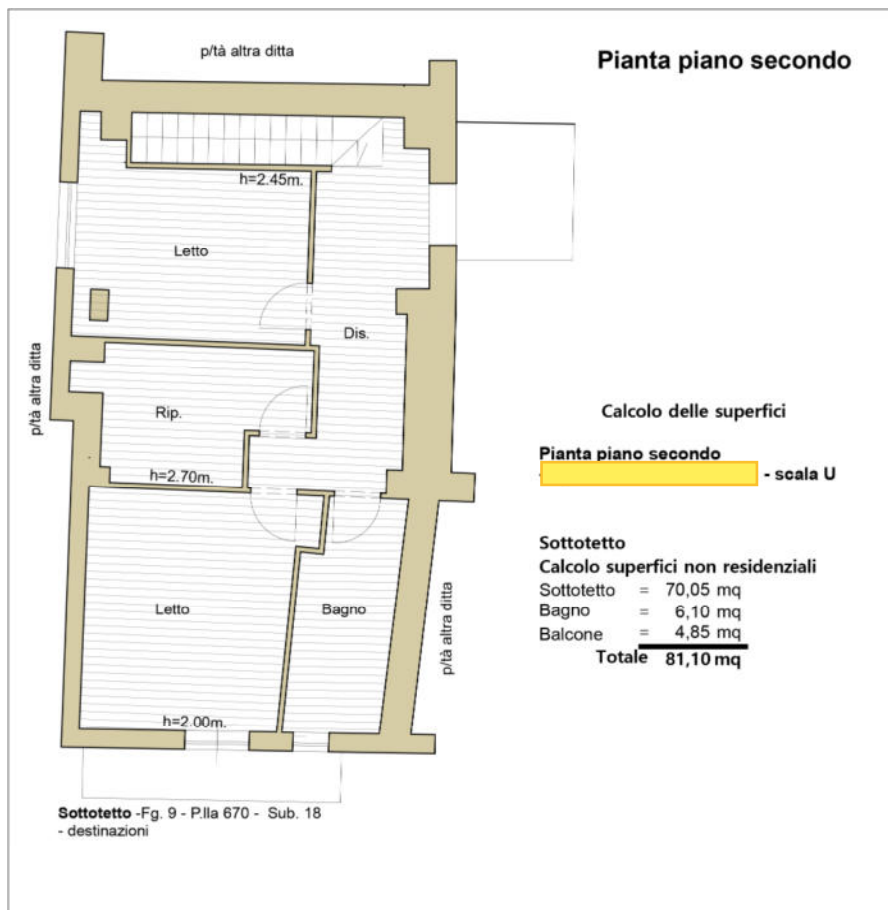 p/tà altra ditta
Pianta piano secondo
h=2.45m.
Letto
Dis.
p/tà altra ditta
Rip.
h=2.70m.
Calcolo delle superfici
Pianta piano secondo
- scala U
Sottotetto
Calcolo superfici non residenziali
Sottotetto = 70,05 mq
Bagno = 6,10 mq
Balcone = 4,85 mq
Totale 81,10 mq
Letto
Bagno
p/tà altra ditta
h=2.00m.
Sottotetto -Fg. 9 - P.lla 670 - Sub. 18
- destinazioni